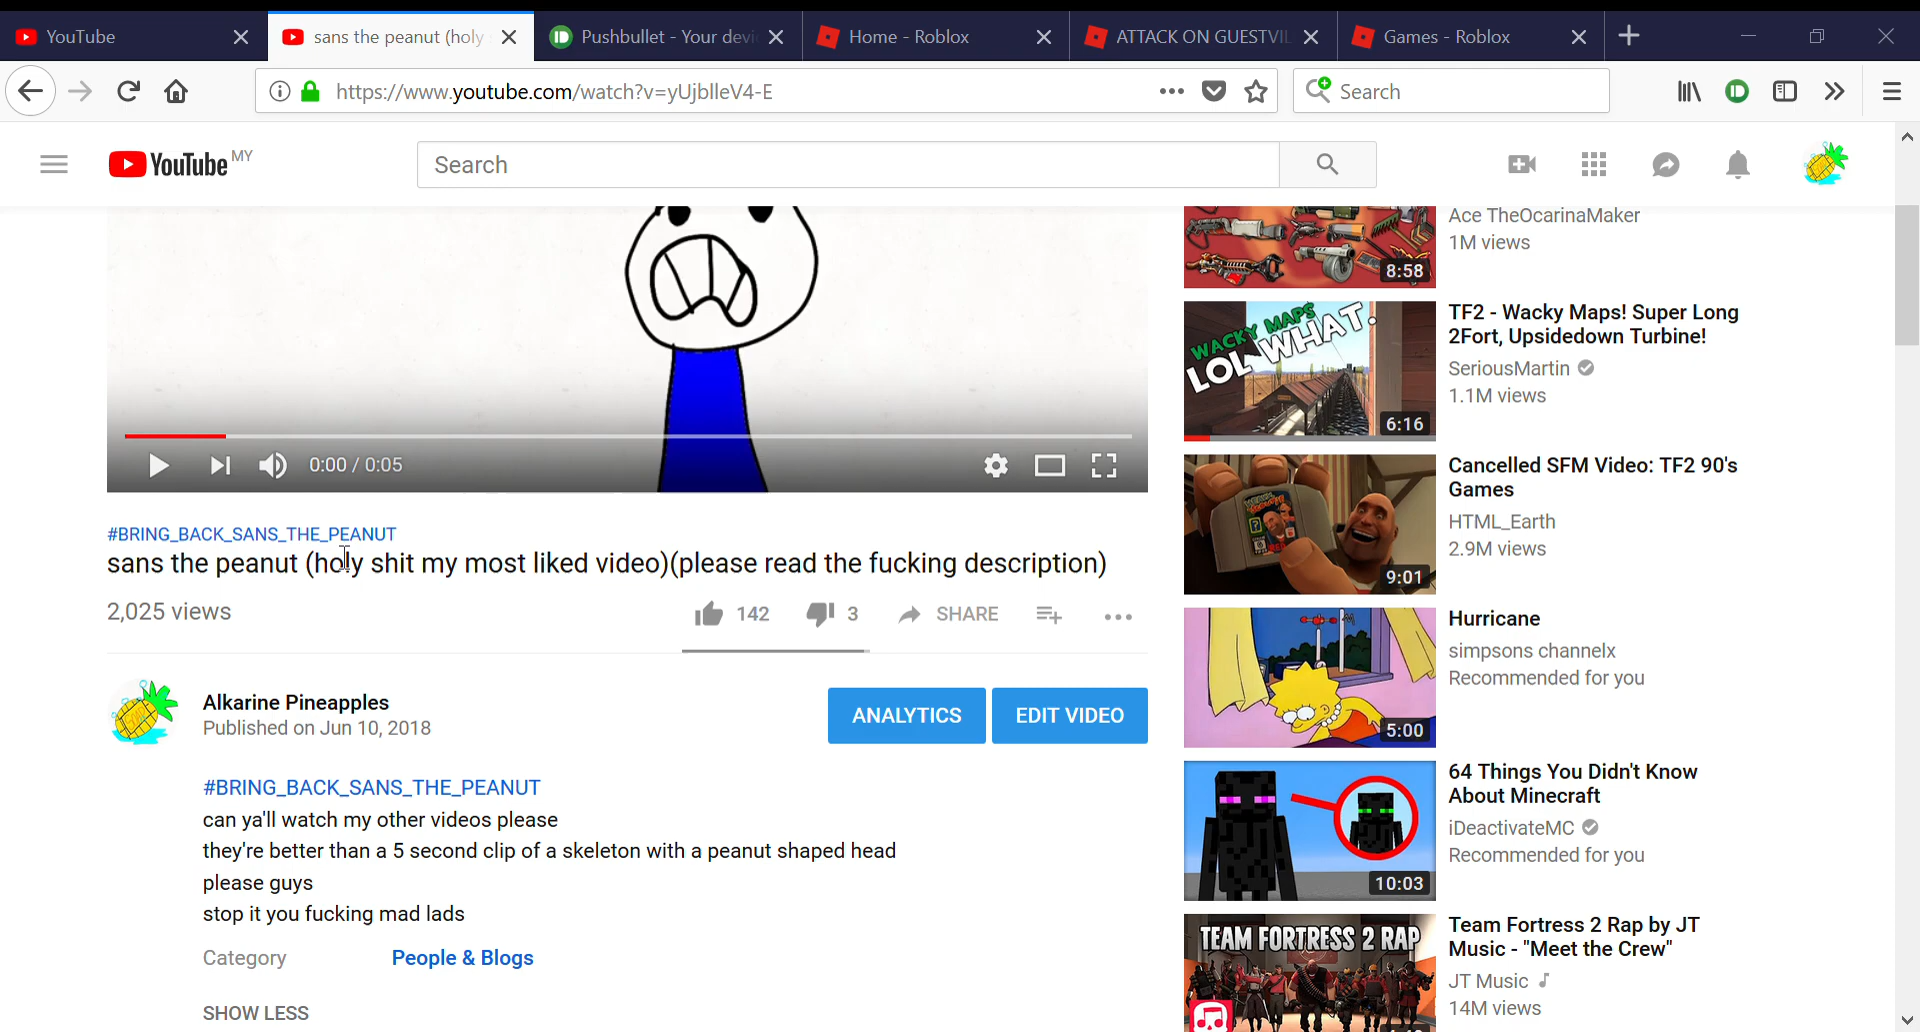 YouTube
sans the peanut (holy
Pushbullet - Your devi
Home - Roblox
ATTACK ON GUESTVIL
Games - Roblox
https://www.youtube.com/watch?v=yUjblleV4-E
Search
YouTube MY
Search
0:00 / 0:05
#BRING_BACK_SANS_THE_PEANUT
sans the peanut (holy shit my most liked video)(please read the fucking description)
2,025 views
142
3
SHARE
Alkarine Pineapples
Published on Jun 10, 2018
ANALYTICS
EDIT VIDEO
#BRING_BACK_SANS_THE_PEANUT
can ya'll watch my other videos please
they're better than a 5 second clip of a skeleton with a peanut shaped head
please guys
stop it you fucking mad lads
Category
People & Blogs
SHOW LESS
Ace TheOcarinaMaker
1M views
8:58
WACKY MAPS
LOL WHAT.
6:16
TF2 - Wacky Maps! Super Long
2Fort, Upsidedown Turbine!
SeriousMartin
1.1M views
9:01
Cancelled SFM Video: TF2 90's
Games
HTML_Earth
2.9M views
5:00
Hurricane
simpsons channelx
Recommended for you
10:03
64 Things You Didn't Know
About Minecraft
iDeactivateMC
Recommended for you
TEAM FORTRESS 2 RAP
Team Fortress 2 Rap by JT
Music - "Meet the Crew"
JT Music
14M views